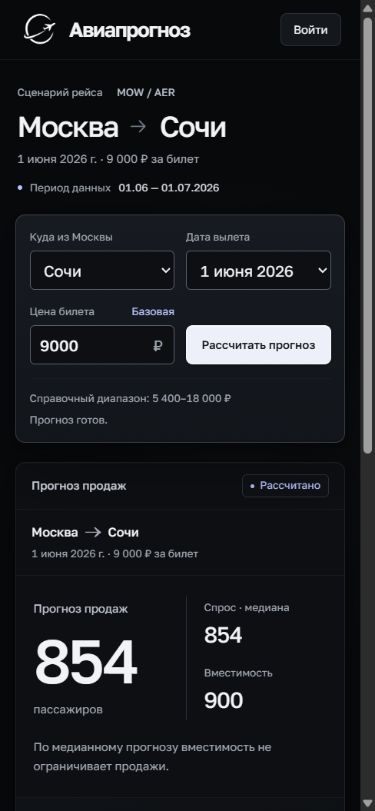 Авиапрогноз
Войти
Сценарий рейса MOW / AER
Москва → Сочи
1 июня 2026 г. · 9 000 ₽ за билет
• Период данных 01.06 — 01.07.2026
Куда из Москвы
Дата вылета
Сочи
1 июня 2026
Цена билета
Базовая
9000 ₽
Рассчитать прогноз
Справочный диапазон: 5 400–18 000 ₽
Прогноз готов.
Прогноз продаж
• Рассчитано
Москва → Сочи
1 июня 2026 г. · 9 000 ₽ за билет
Прогноз продаж
854
пассажиров
Спрос · медиана
854
Вместимость
900
По медианному прогнозу вместимость не
ограничивает продажи.